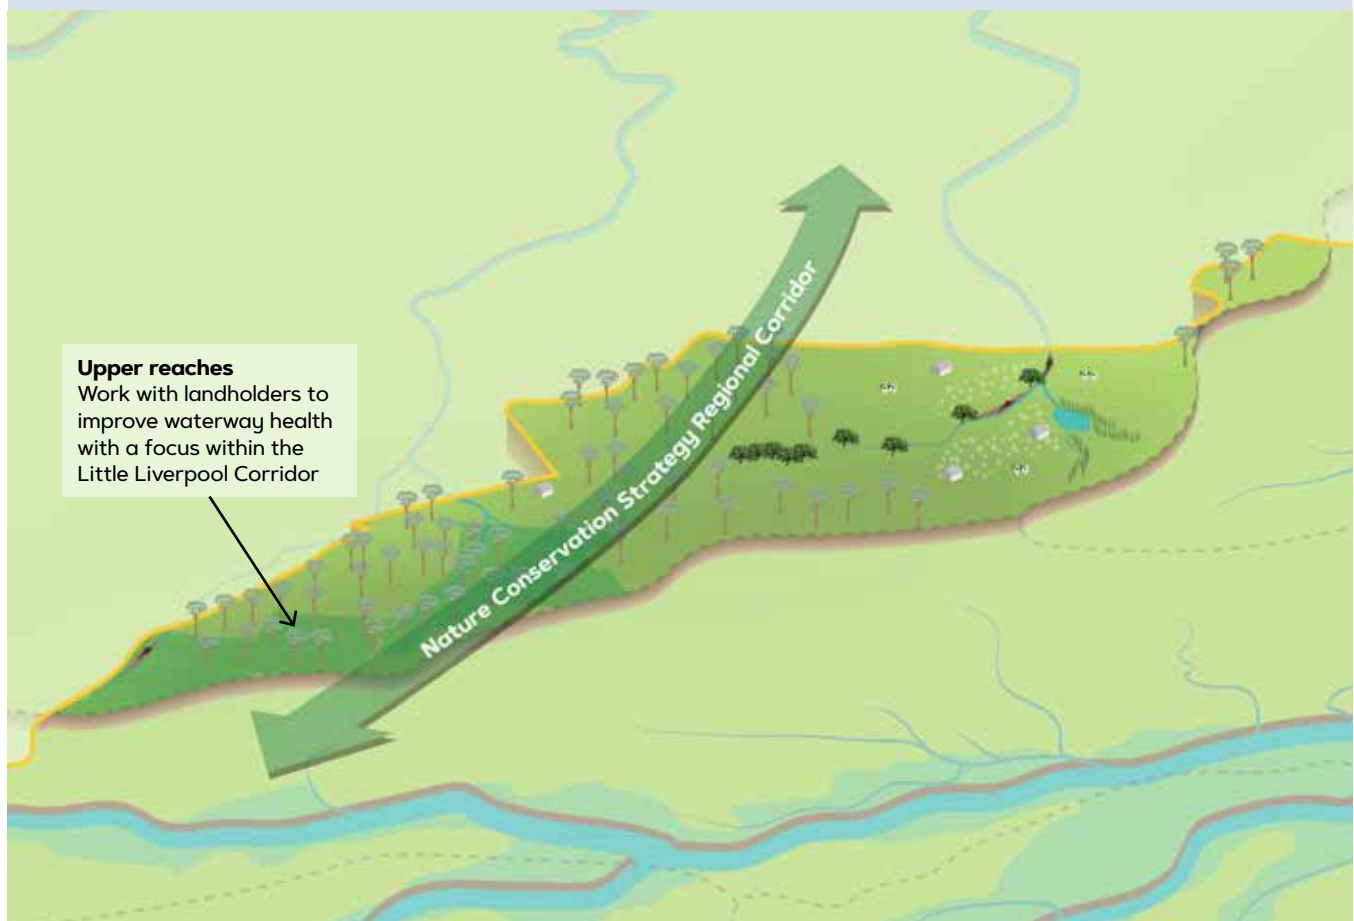 Upper reaches
Work with landholders to
improve waterway health
with a focus within the
Little Liverpool Corridor
Nature Conservation Strategy Regional Corridor